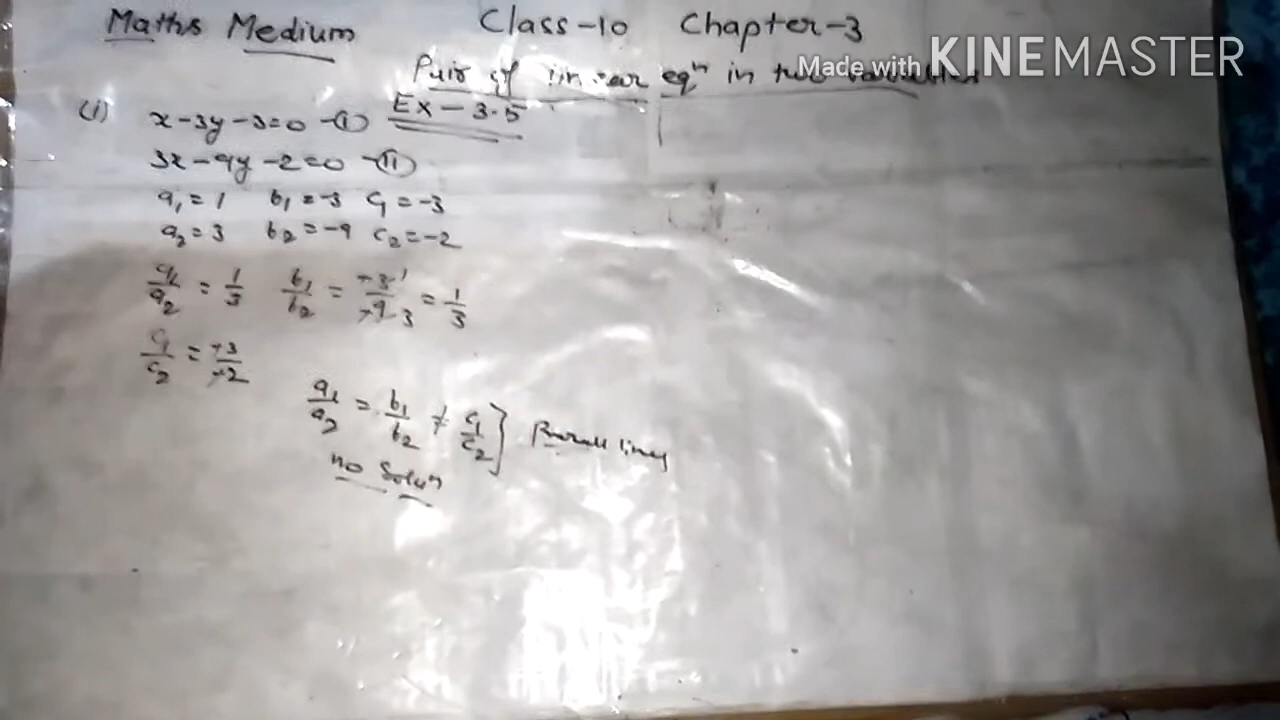 Maths Medium Class-10 Chapter-3
Made with KINEMASTER
Pair of linear eqⁿ in two variables
Ex - 3.5
(i) x-3y-3=0 -(i)
3x-9y-2=0 -(ii)
a₁=1 b₁=-3 c₁=-3
a₂=3 b₂=-9 c₂=-2
a₁/a₂ = 1/3 b₁/b₂ = -3/-9 = 1/3
c₁/c₂ = -3/-2
a₁/a₂ = b₁/b₂ ≠ c₁/c₂ } lines
no Soluⁿ